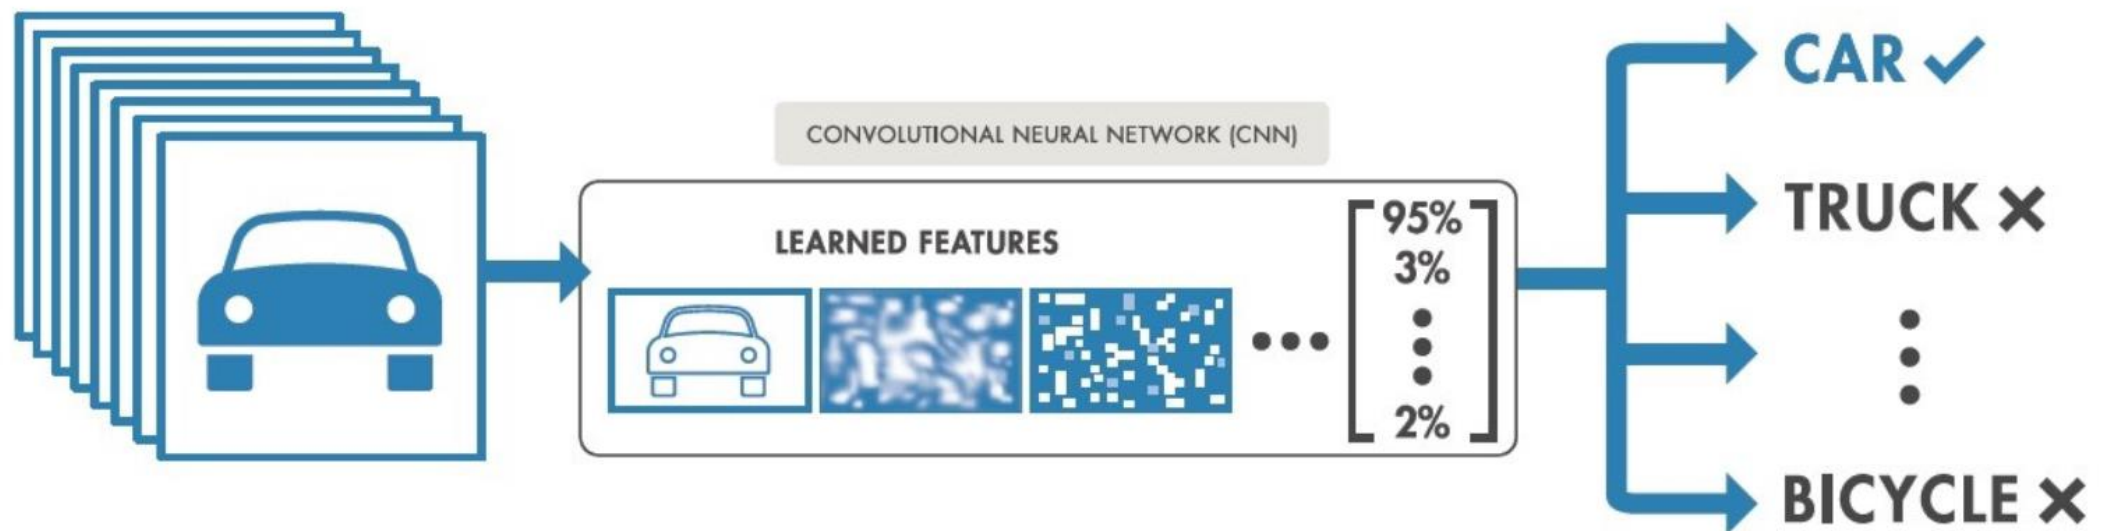 CONVOLUTIONAL NEURAL NETWORK (CNN)
LEARNED FEATURES
95%
3%
2%
CAR
TRUCK
BICYCLE